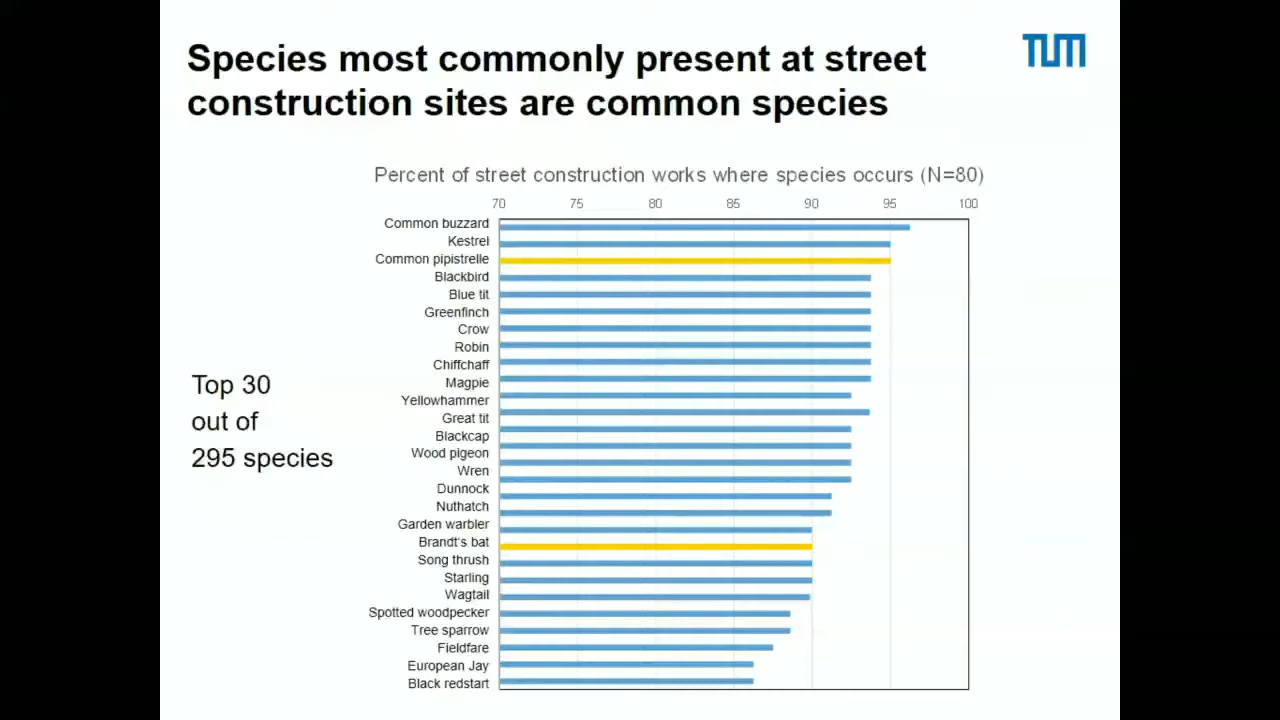 Species most commonly present at street
construction sites are common species
TUM
Percent of street construction works where species occurs (N=80)
70 75 80 85 90 95 100
Common buzzard
Kestrel
Common pipistrelle
Blackbird
Blue tit
Greenfinch
Crow
Robin
Chiffchaff
Magpie
Yellowhammer
Great tit
Blackcap
Wood pigeon
Wren
Dunnock
Nuthatch
Garden warbler
Brandt's bat
Song thrush
Starling
Wagtail
Spotted woodpecker
Tree sparrow
Fieldfare
European Jay
Black redstart
Top 30
out of
295 species